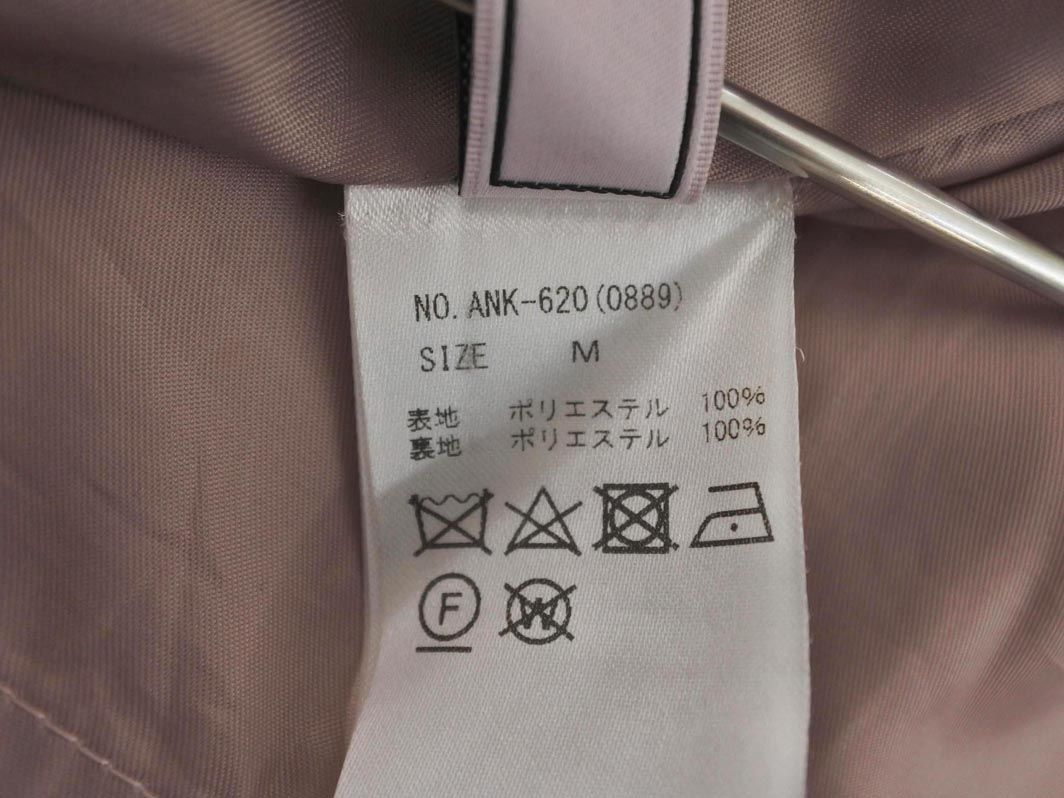 NO. ANK-620(0889)
SIZE M
表地 ポリエステル 100%
裏地 ポリエステル 100%
F W